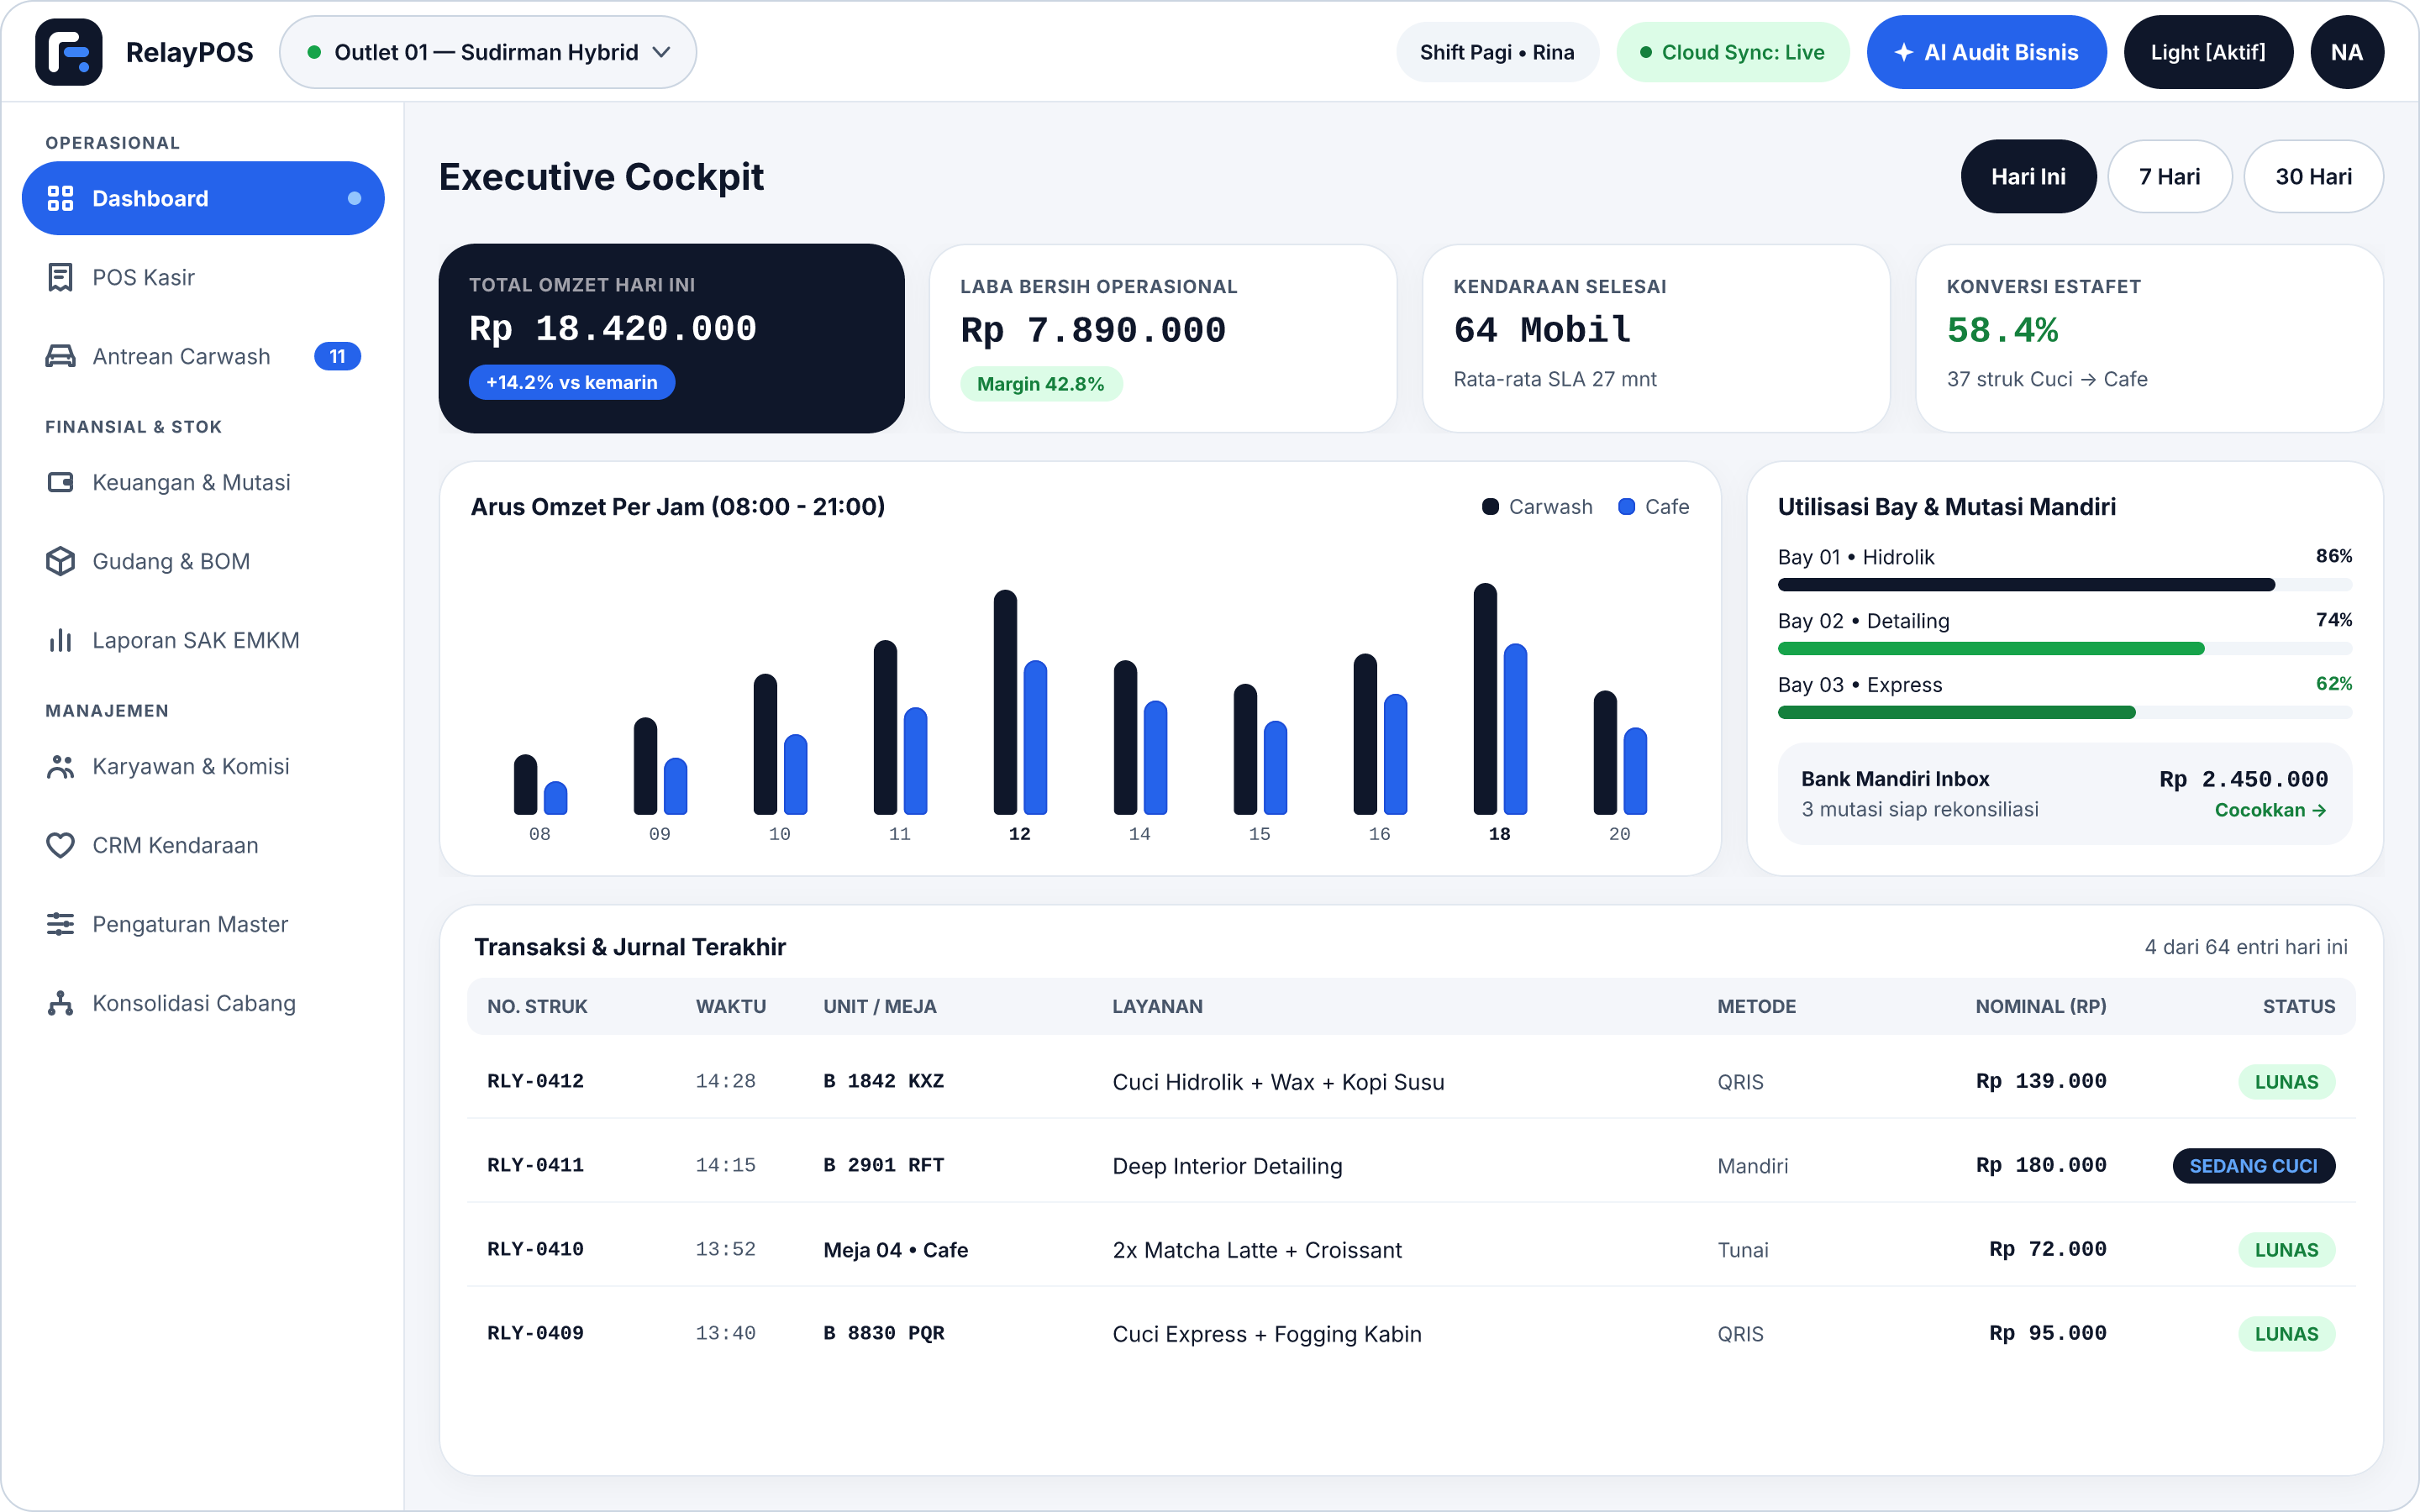 RelayPOS
Outlet 01 — Sudirman Hybrid
Shift Pagi • Rina
Cloud Sync: Live
AI Audit Bisnis
Light [Aktif]
NA
OPERASIONAL
Dashboard
POS Kasir
Antrean Carwash 11
FINANSIAL & STOK
Keuangan & Mutasi
Gudang & BOM
Laporan SAK EMKM
MANAJEMEN
Karyawan & Komisi
CRM Kendaraan
Pengaturan Master
Konsolidasi Cabang
Executive Cockpit
Hari Ini
7 Hari
30 Hari
TOTAL OMZET HARI INI
Rp 18.420.000
+14.2% vs kemarin
LABA BERSIH OPERASIONAL
Rp 7.890.000
Margin 42.8%
KENDARAAN SELESAI
64 Mobil
Rata-rata SLA 27 mnt
KONVERSI ESTAFET
58.4%
37 struk Cuci → Cafe
Arus Omzet Per Jam (08:00 - 21:00)
Carwash Cafe
08 09 10 11 12 14 15 16 18 20
Utilisasi Bay & Mutasi Mandiri
Bay 01 • Hidrolik 86%
Bay 02 • Detailing 74%
Bay 03 • Express 62%
Bank Mandiri Inbox Rp 2.450.000
3 mutasi siap rekonsiliasi Cocokkan →
Transaksi & Jurnal Terakhir 4 dari 64 entri hari ini
NO. STRUK WAKTU UNIT / MEJA LAYANAN METODE NOMINAL (RP) STATUS
RLY-0412 14:28 B 1842 KXZ Cuci Hidrolik + Wax + Kopi Susu QRIS Rp 139.000 LUNAS
RLY-0411 14:15 B 2901 RFT Deep Interior Detailing Mandiri Rp 180.000 SEDANG CUCI
RLY-0410 13:52 Meja 04 • Cafe 2x Matcha Latte + Croissant Tunai Rp 72.000 LUNAS
RLY-0409 13:40 B 8830 PQR Cuci Express + Fogging Kabin QRIS Rp 95.000 LUNAS